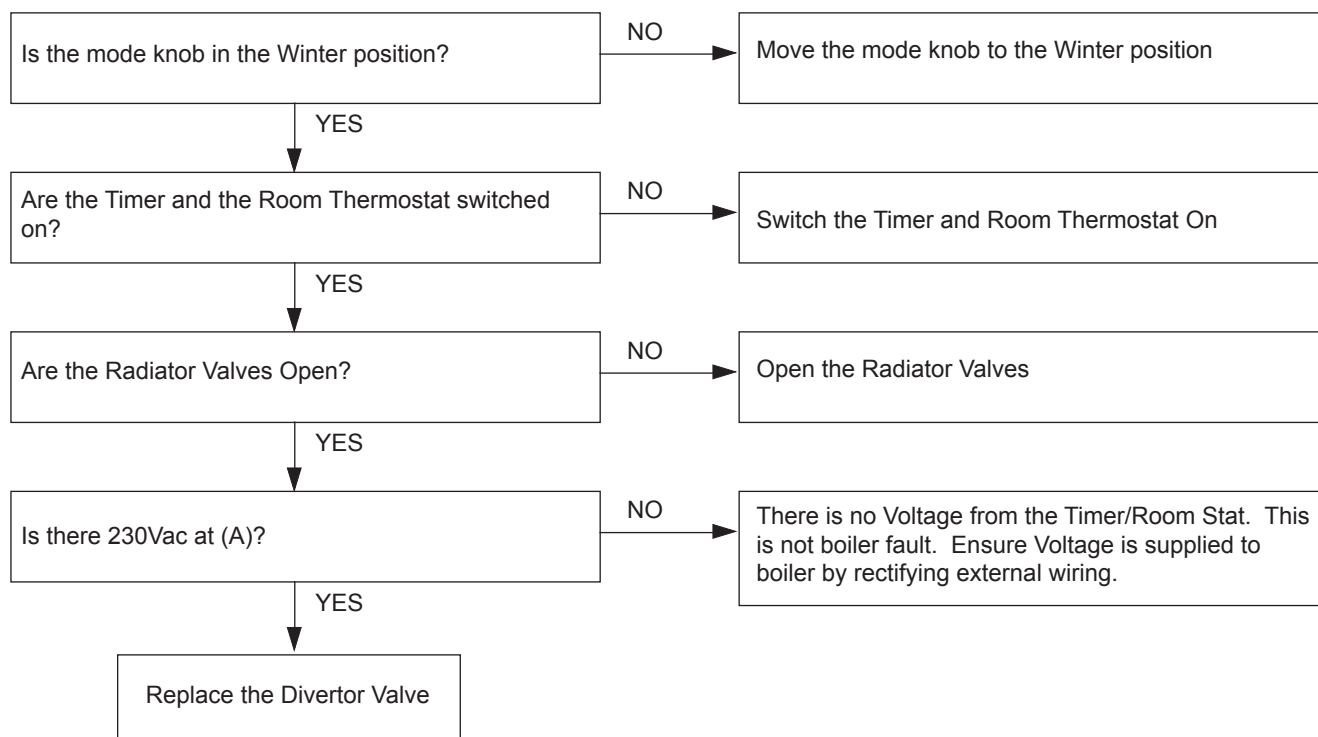 Is the mode knob in the Winter position?
NO
Move the mode knob to the Winter position
YES
Are the Timer and the Room Thermostat switched
on?
NO
Switch the Timer and Room Thermostat On
YES
Are the Radiator Valves Open?
NO
Open the Radiator Valves
YES
Is there 230Vac at (A)?
NO
There is no Voltage from the Timer/Room Stat.  This
is not boiler fault.  Ensure Voltage is supplied to
boiler by rectifying external wiring.
YES
Replace the Divertor Valve